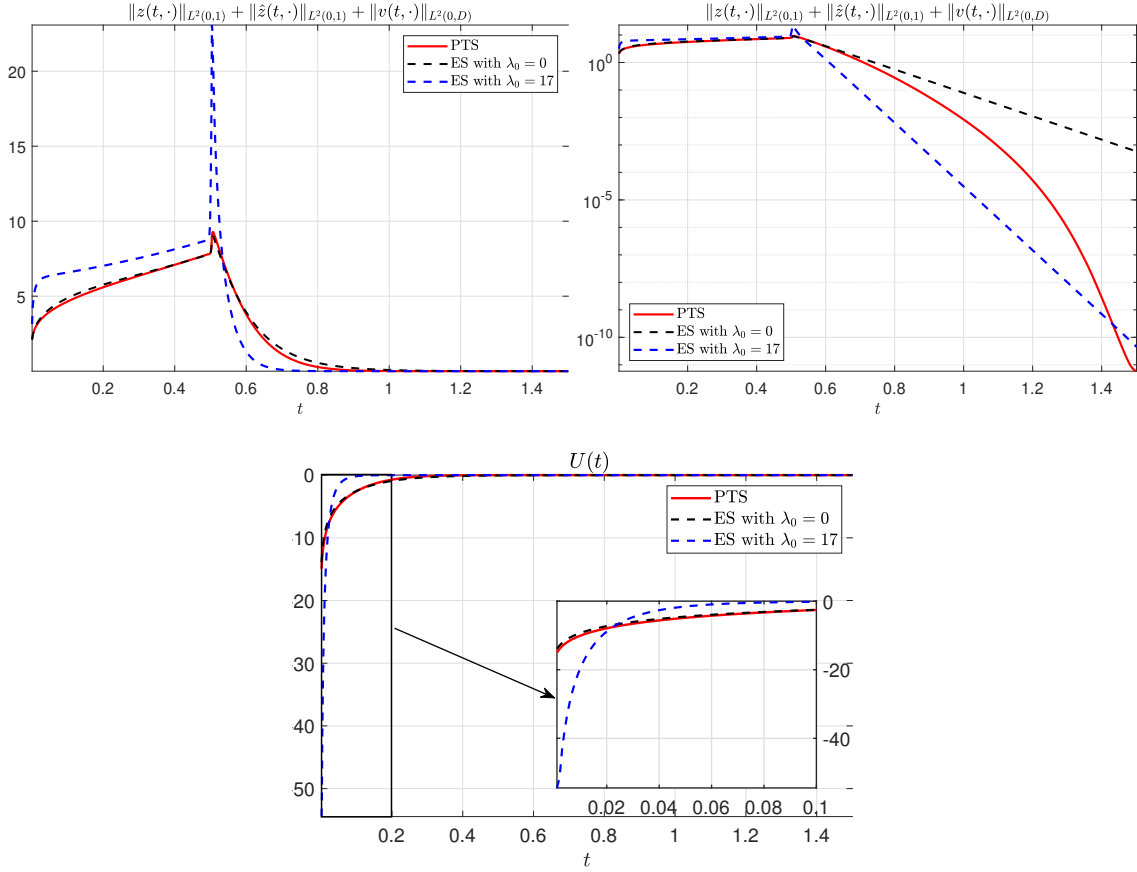 ‖z(t,·)‖_{L²(0,1)} + ‖ẑ(t,·)‖_{L²(0,1)} + ‖v(t,·)‖_{L²(0,D)}
20
15
10
5
PTS
ES with λ₀ = 0
ES with λ₀ = 17
0.2 0.4 0.6 0.8 1 1.2 1.4
t
‖z(t,·)‖_{L²(0,1)} + ‖ẑ(t,·)‖_{L²(0,1)} + ‖v(t,·)‖_{L²(0,D)}
10⁰
10⁻⁵
10⁻¹⁰
PTS
ES with λ₀ = 0
ES with λ₀ = 17
0.2 0.4 0.6 0.8 1 1.2 1.4
t
U(t)
0
-10
-20
-30
-40
-50
PTS
ES with λ₀ = 0
ES with λ₀ = 17
0
-20
-40
0.02 0.04 0.06 0.08 0.1
0.2 0.4 0.6 0.8 1 1.2 1.4
t